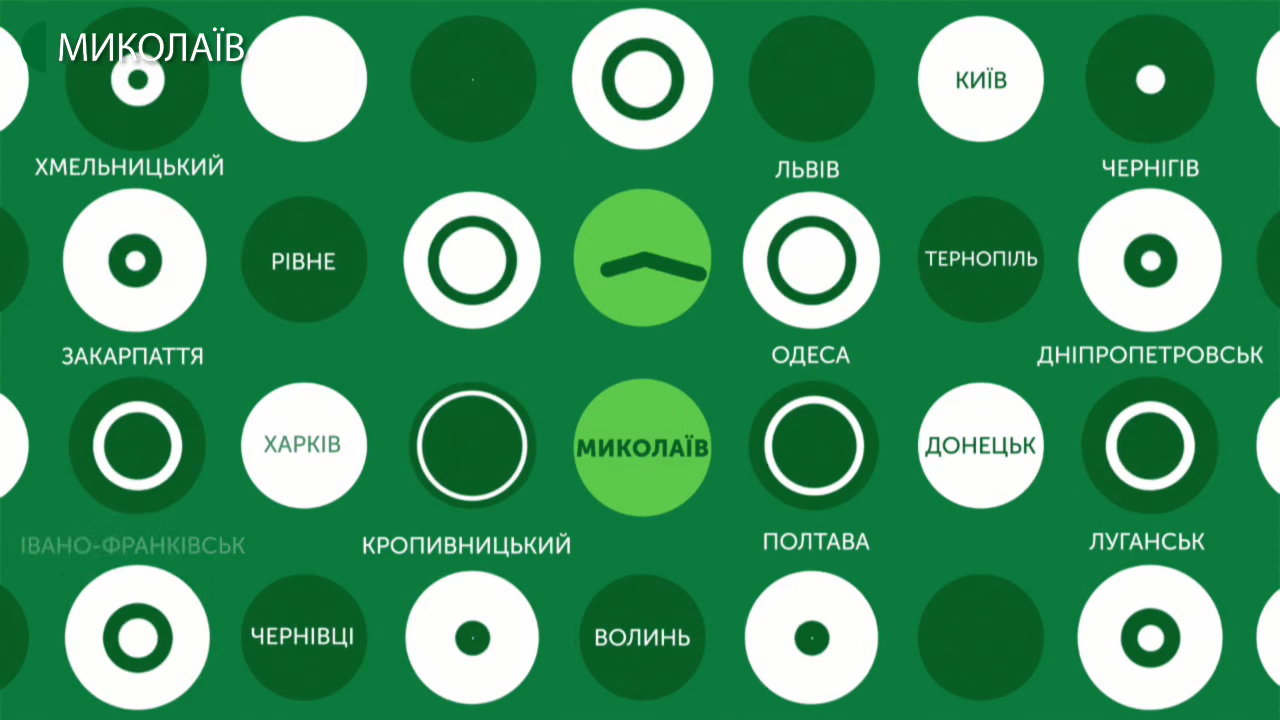 МИКОЛАЇВ
КИЇВ
ХМЕЛЬНИЦЬКИЙ
ЛЬВІВ
ЧЕРНІГІВ
РІВНЕ
ТЕРНОПІЛЬ
ЗАКАРПАТТЯ
ОДЕСА
ДНІПРОПЕТРОВСЬК
ХАРКІВ
МИКОЛАЇВ
ДОНЕЦЬК
ІВАНО-ФРАНКІВСЬК
КРОПИВНИЦЬКИЙ
ПОЛТАВА
ЛУГАНСЬК
ЧЕРНІВЦІ
ВОЛИНЬ